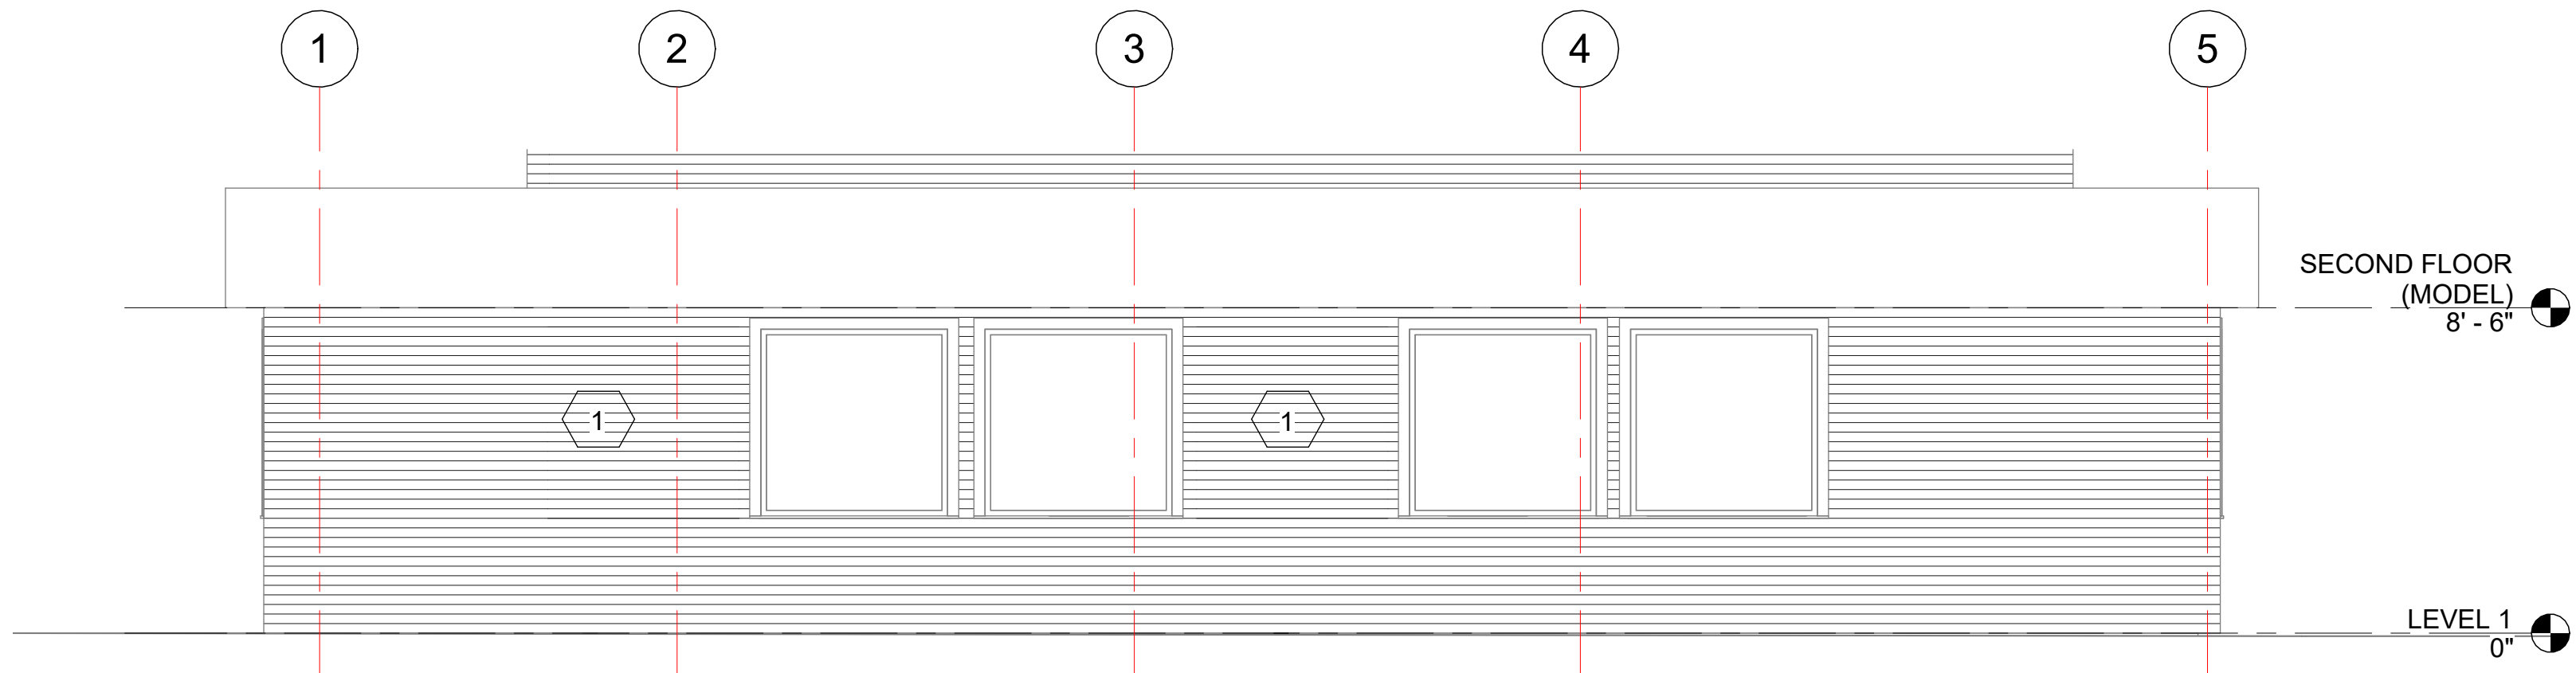 1
2
3
4
5
SECOND FLOOR
(MODEL)
8' - 6"
1
1
LEVEL 1
0"